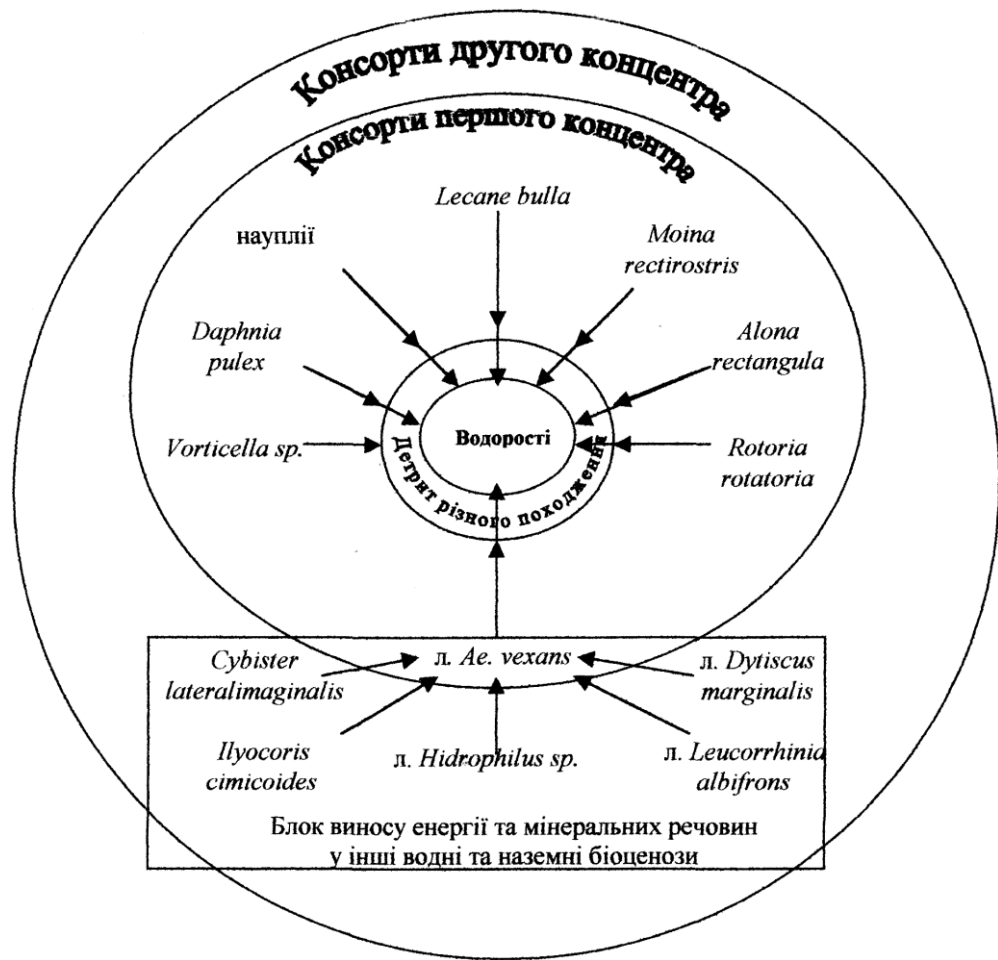 Консорти другого концентра
Консорти першого концентра
Lecane bulla
науплії
Moina
rectirostris
Daphnia
pulex
Alona
rectangula
Водорості
Vorticella sp.
Rotoria
rotatoria
Детрит різного походження
Cybister
lateralimaginalis
л. Ae. vexans
л. Dytiscus
marginalis
Ilyocoris
cimicoides
л. Hidrophilus sp.
л. Leucorrhinia
albifrons
Блок виносу енергії та мінеральних речовин
у інші водні та наземні біоценози